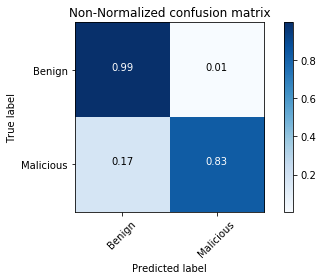 Non-Normalized confusion matrix
True label
Benign
0.99
0.01
Malicious
0.17
0.83
Benign
Malicious
Predicted label
0.8
0.6
0.4
0.2